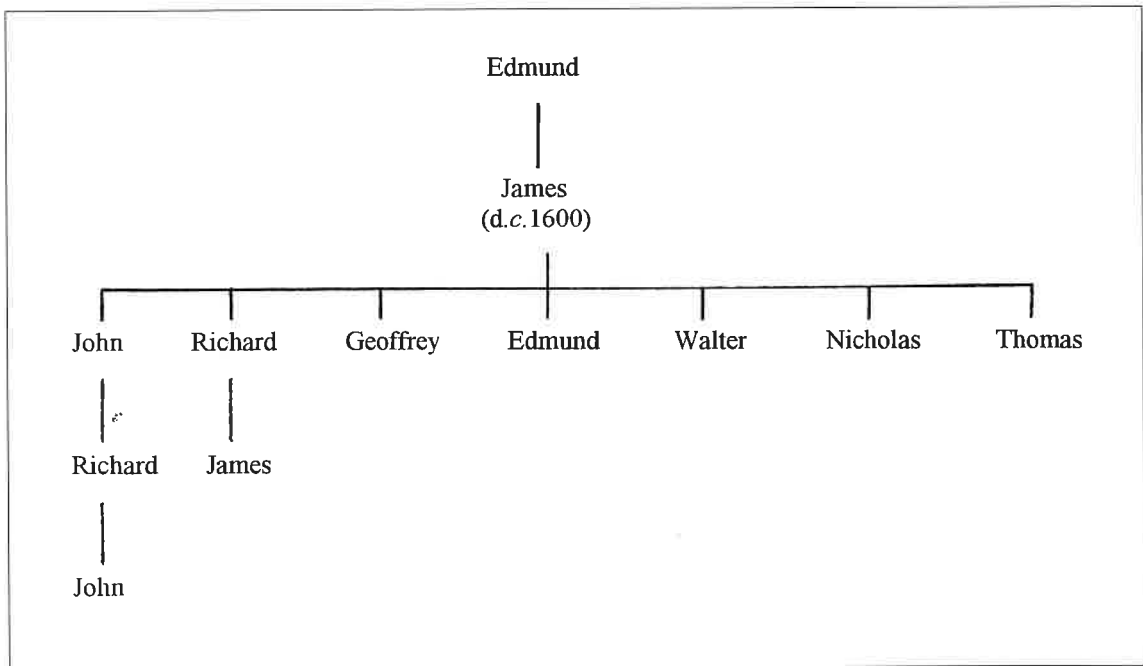 Edmund
James
(d.c.1600)
John Richard Geoffrey Edmund Walter Nicholas Thomas
Richard James
John